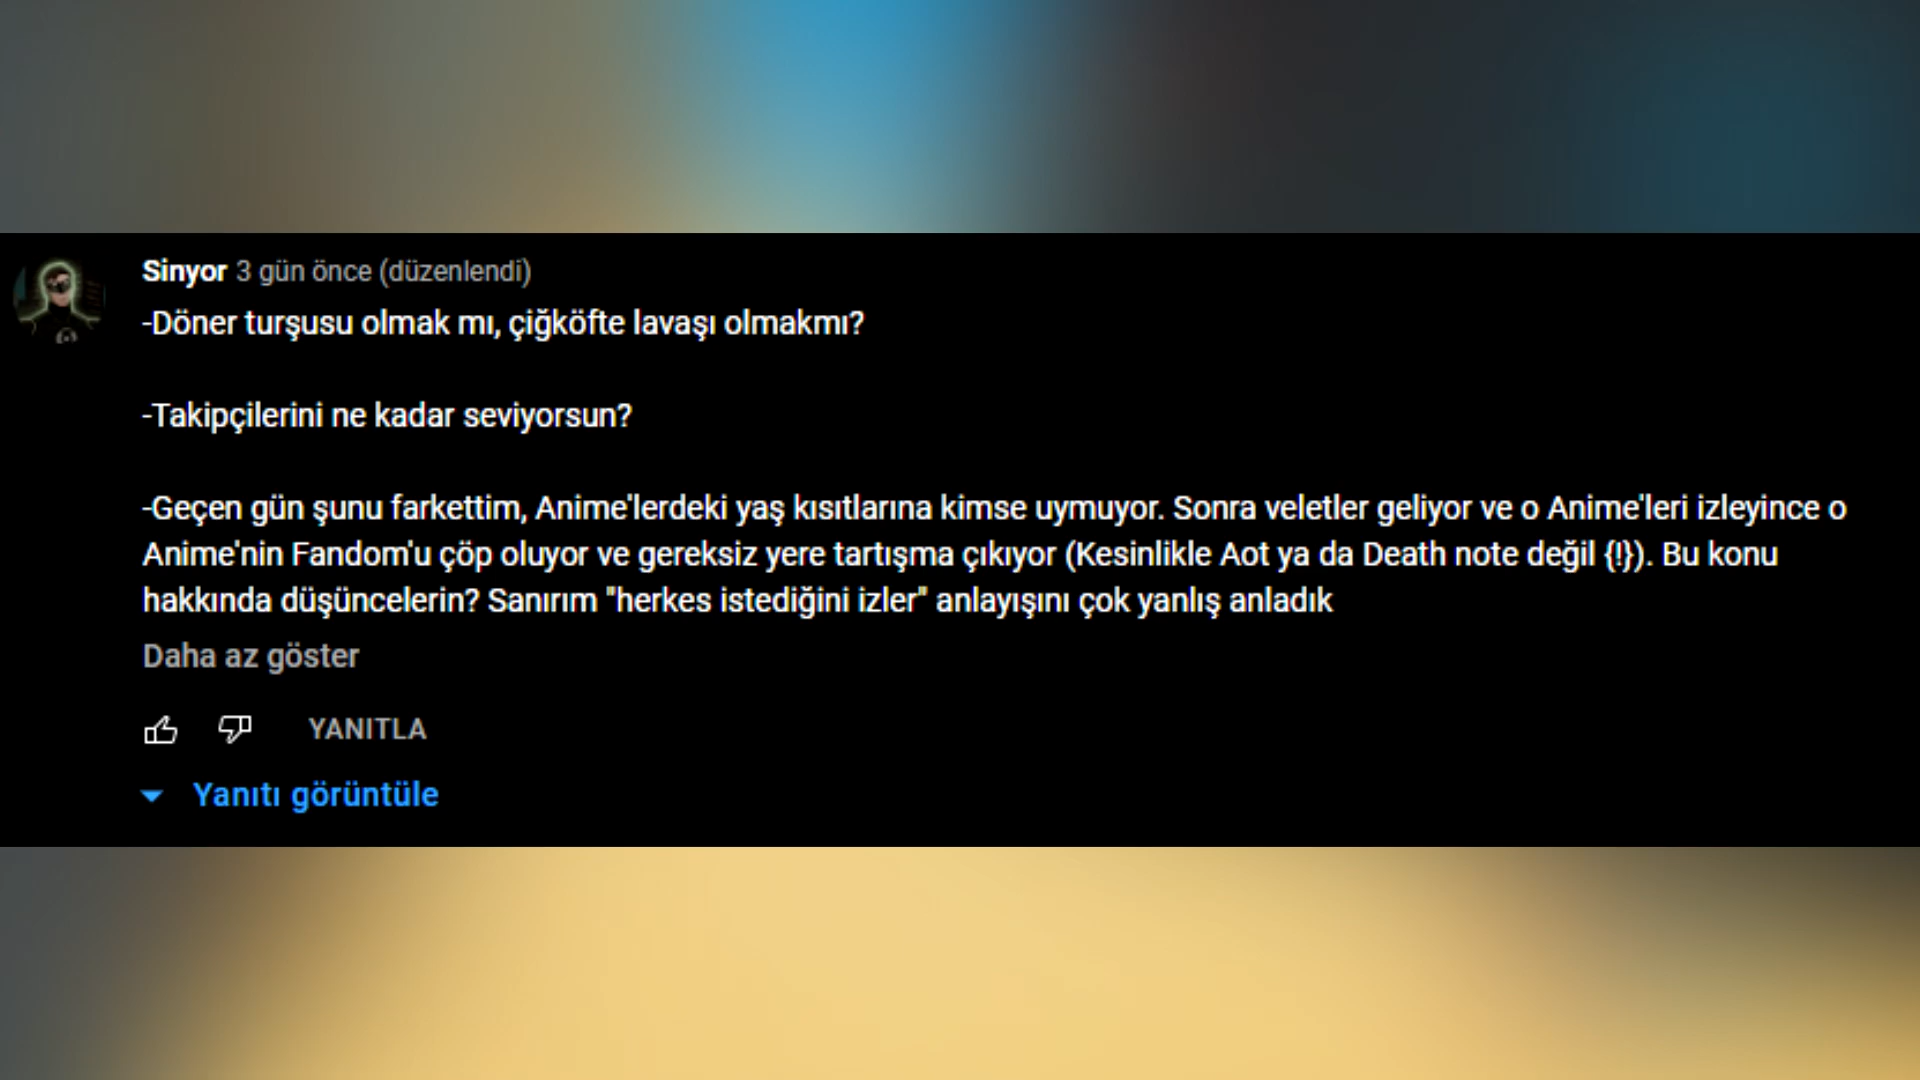 Sinyor 3 gün önce (düzenlendi)
-Döner turşusu olmak mı, çiğköfte lavaşı olmakmı?
-Takipçilerini ne kadar seviyorsun?
-Geçen gün şunu farkettim, Anime'lerdeki yaş kısıtlarına kimse uymuyor. Sonra veletler geliyor ve o Anime'leri izleyince o
Anime'nin Fandom'u çöp oluyor ve gereksiz yere tartışma çıkıyor (Kesinlikle Aot ya da Death note değil {!}). Bu konu
hakkında düşüncelerin? Sanırım "herkes istediğini izler" anlayışını çok yanlış anladık
Daha az göster
YANITLA
Yanıtı görüntüle